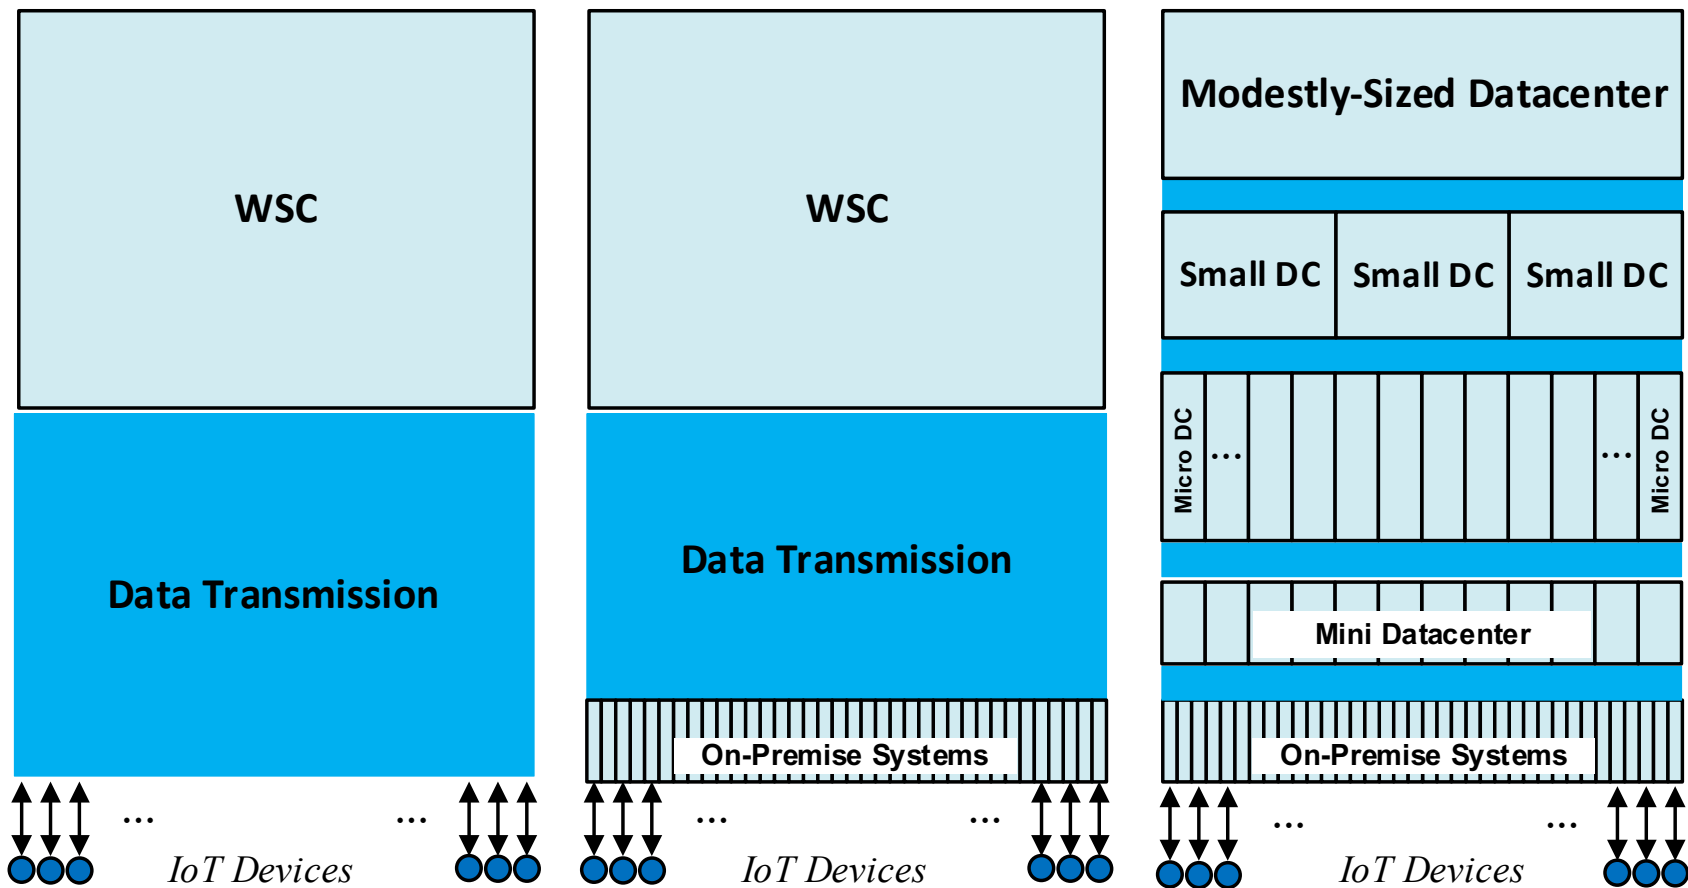 WSC
Data Transmission
... ...
IoT Devices
WSC
Data Transmission
On-Premise Systems
... ...
IoT Devices
Modestly-Sized Datacenter
Small DC Small DC Small DC
Micro DC ... ... Micro DC
Mini Datacenter
On-Premise Systems
... ...
IoT Devices